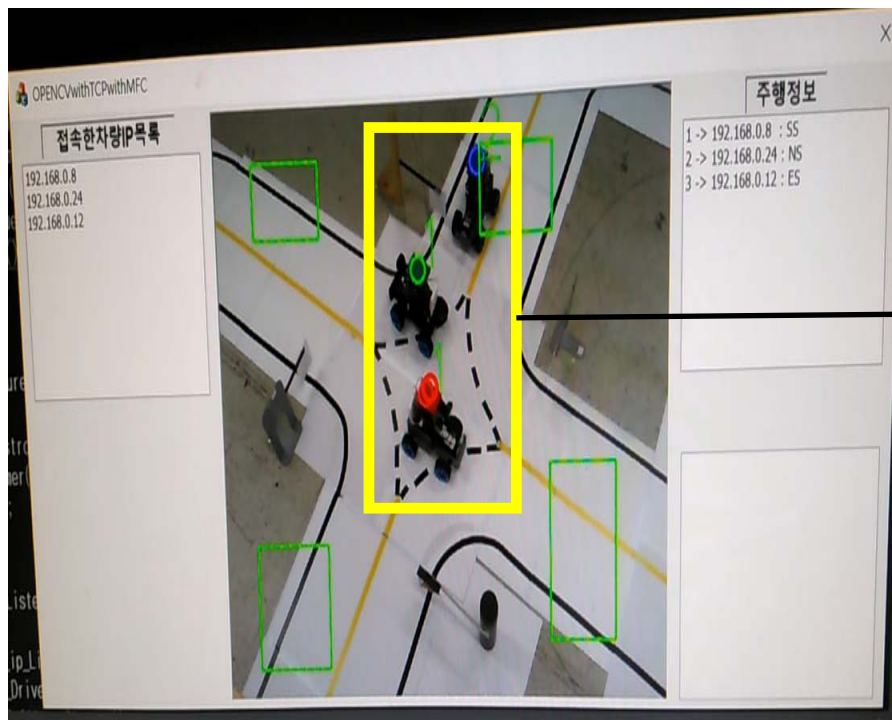 OPENCVwithTCPwithMFC
X
접속한차량IP목록
192.168.0.8
192.168.0.24
192.168.0.12
주행정보
1 -> 192.168.0.8 : SS
2 -> 192.168.0.24 : NS
3 -> 192.168.0.12 : ES